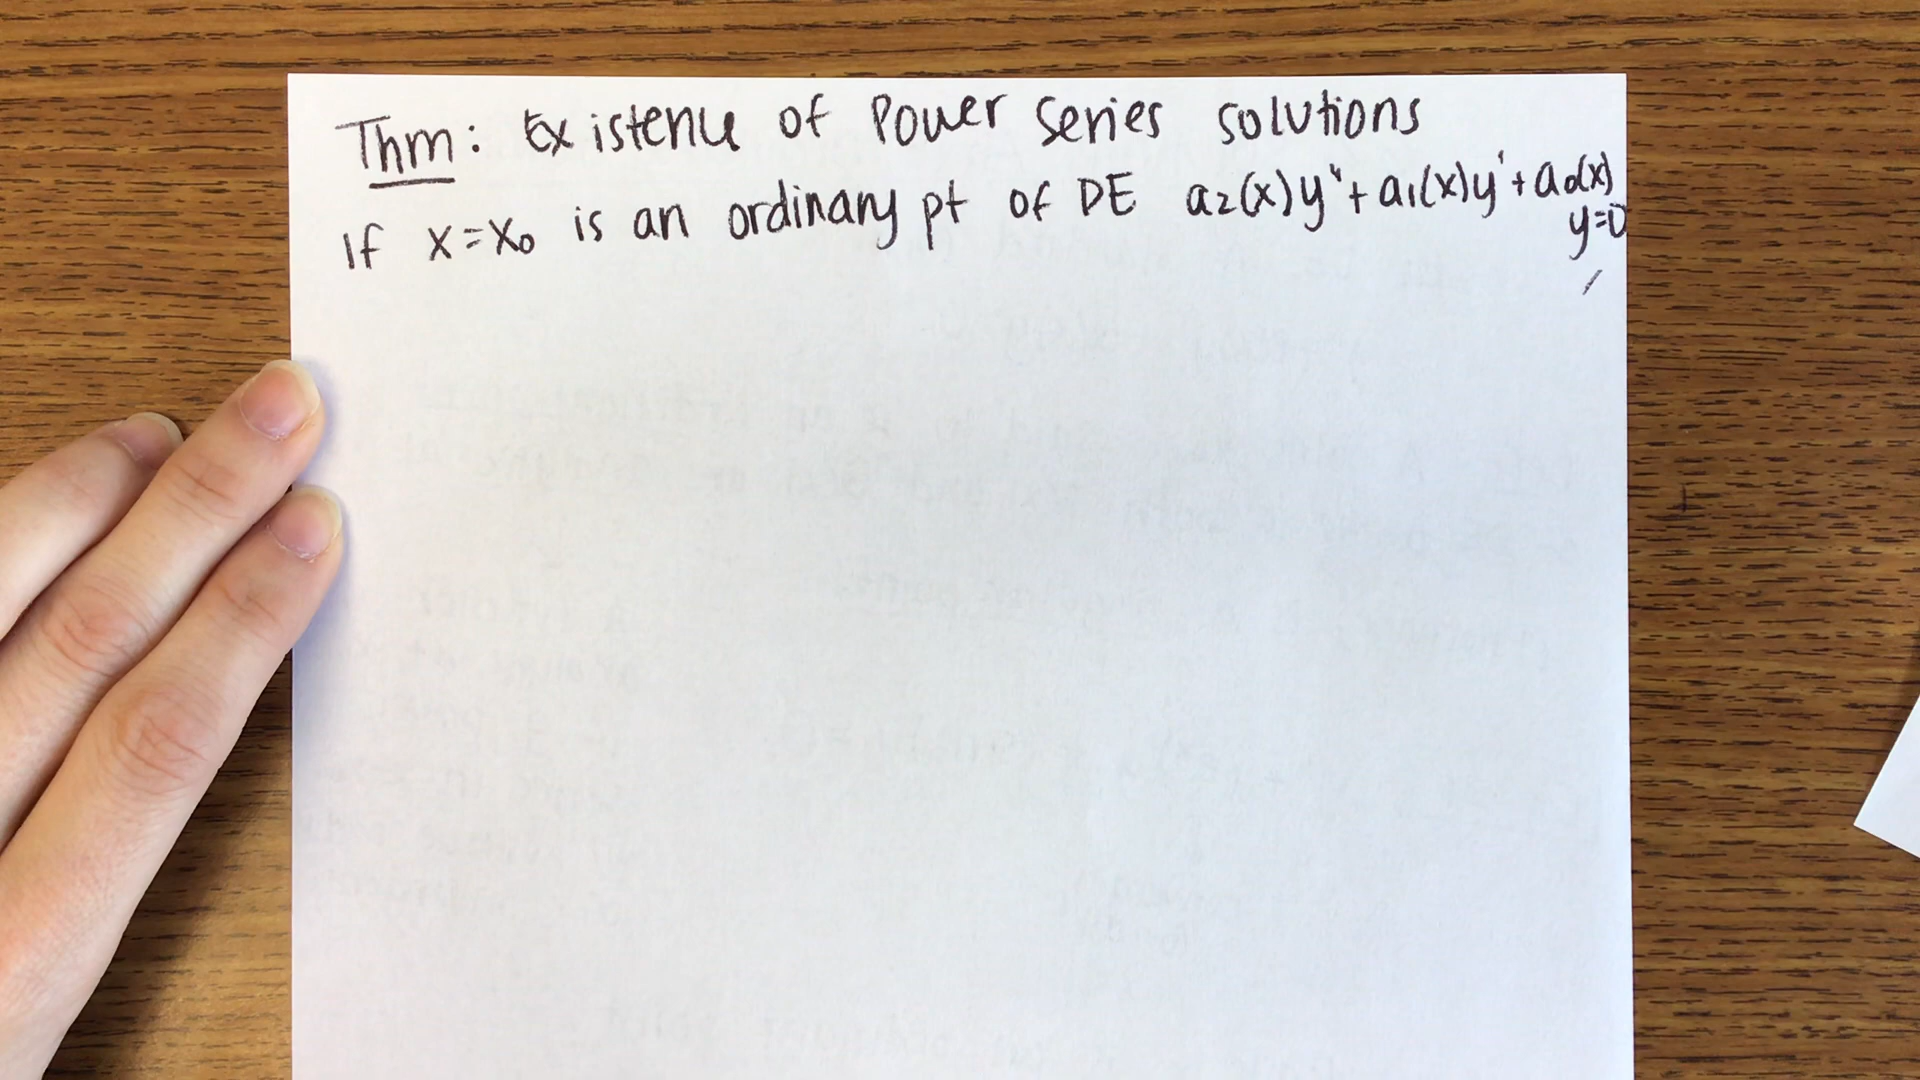 Thm: Existence of Power series solutions
If x=x₀ is an ordinary pt of DE a₂(x)y"+a₁(x)y'+a₀(x)
y=0